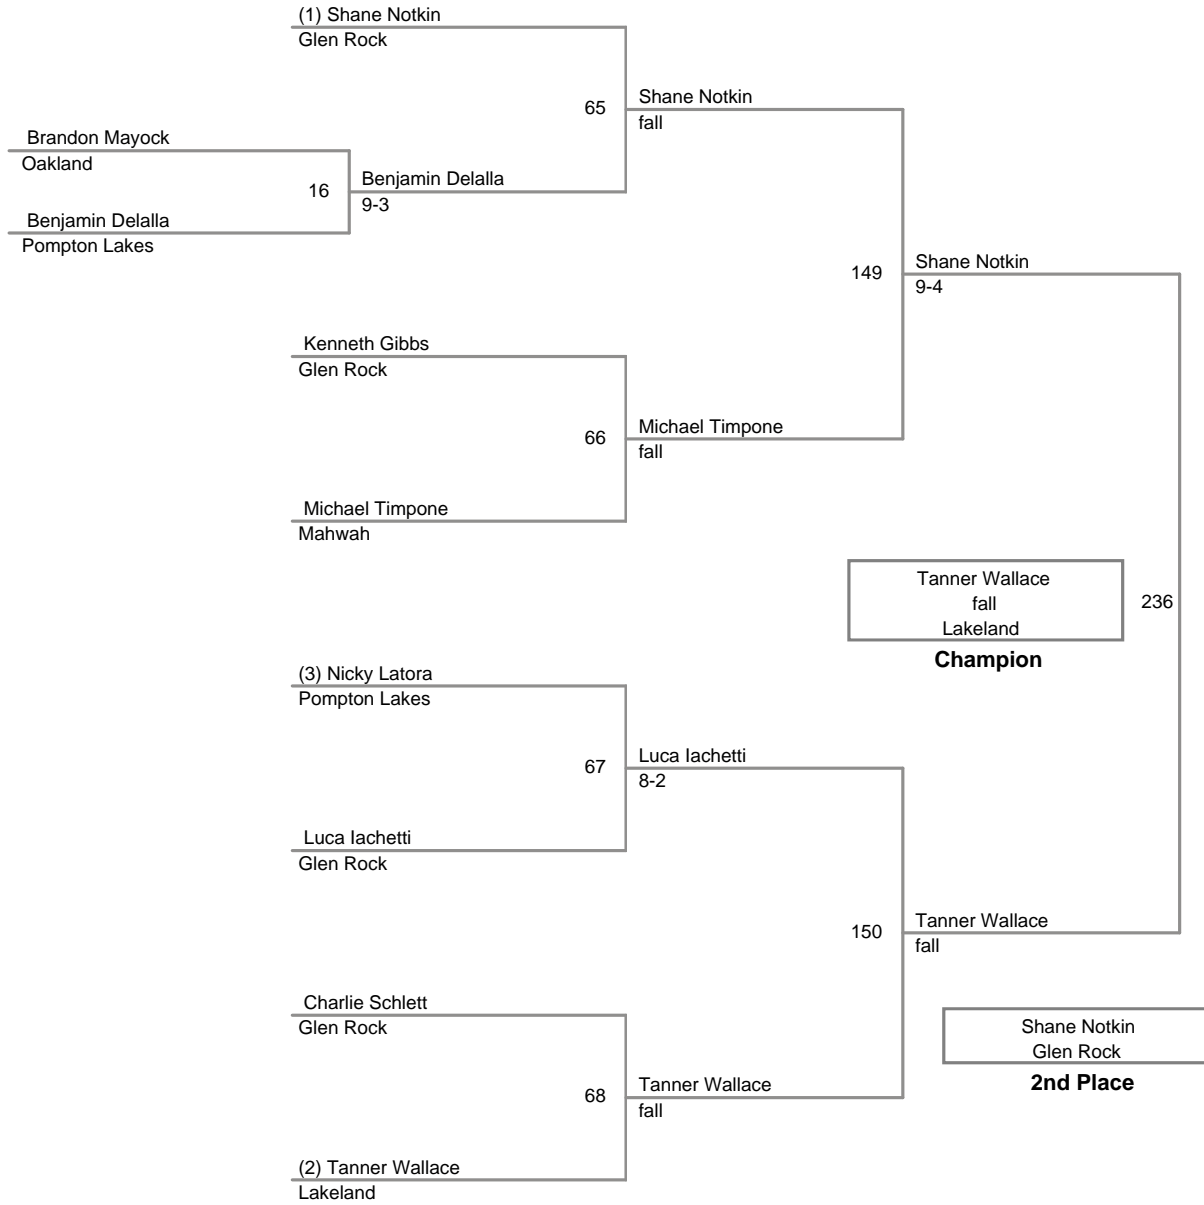 (1) Shane Notkin
Glen Rock
65
Shane Notkin
fall
Brandon Mayock
Oakland
16
Benjamin Delalla
9-3
Benjamin Delalla
Pompton Lakes
149
Shane Notkin
9-4
Kenneth Gibbs
Glen Rock
66
Michael Timpone
fall
Michael Timpone
Mahwah
Tanner Wallace
fall
Lakeland
Champion
236
(3) Nicky Latora
Pompton Lakes
67
Luca Iachetti
8-2
Luca Iachetti
Glen Rock
150
Tanner Wallace
fall
Charlie Schlett
Glen Rock
Shane Notkin
Glen Rock
2nd Place
68
Tanner Wallace
fall
(2) Tanner Wallace
Lakeland